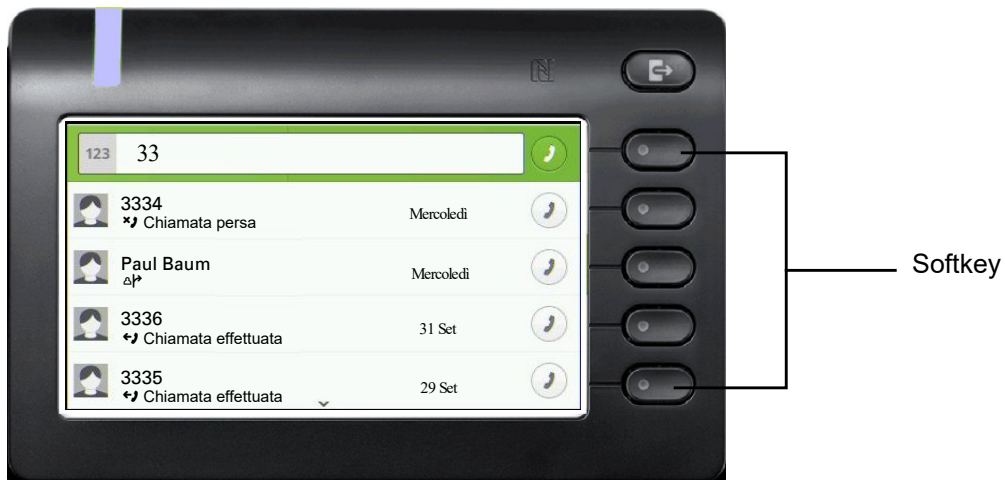 123 33
3334
Chiamata persa
Mercoledì
Paul Baum
Mercoledì
3336
Chiamata effettuata
31 Set
3335
Chiamata effettuata
29 Set
Softkey